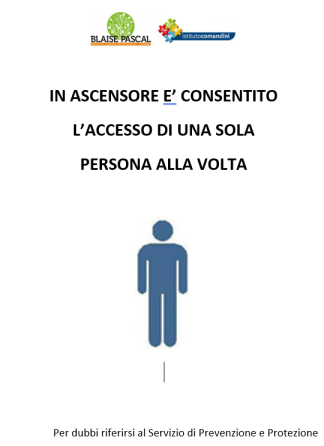 BLAISE PASCAL
istitutocomandini
IN ASCENSORE E’ CONSENTITO
L’ACCESSO DI UNA SOLA
PERSONA ALLA VOLTA
Per dubbi riferirsi al Servizio di Prevenzione e Protezione